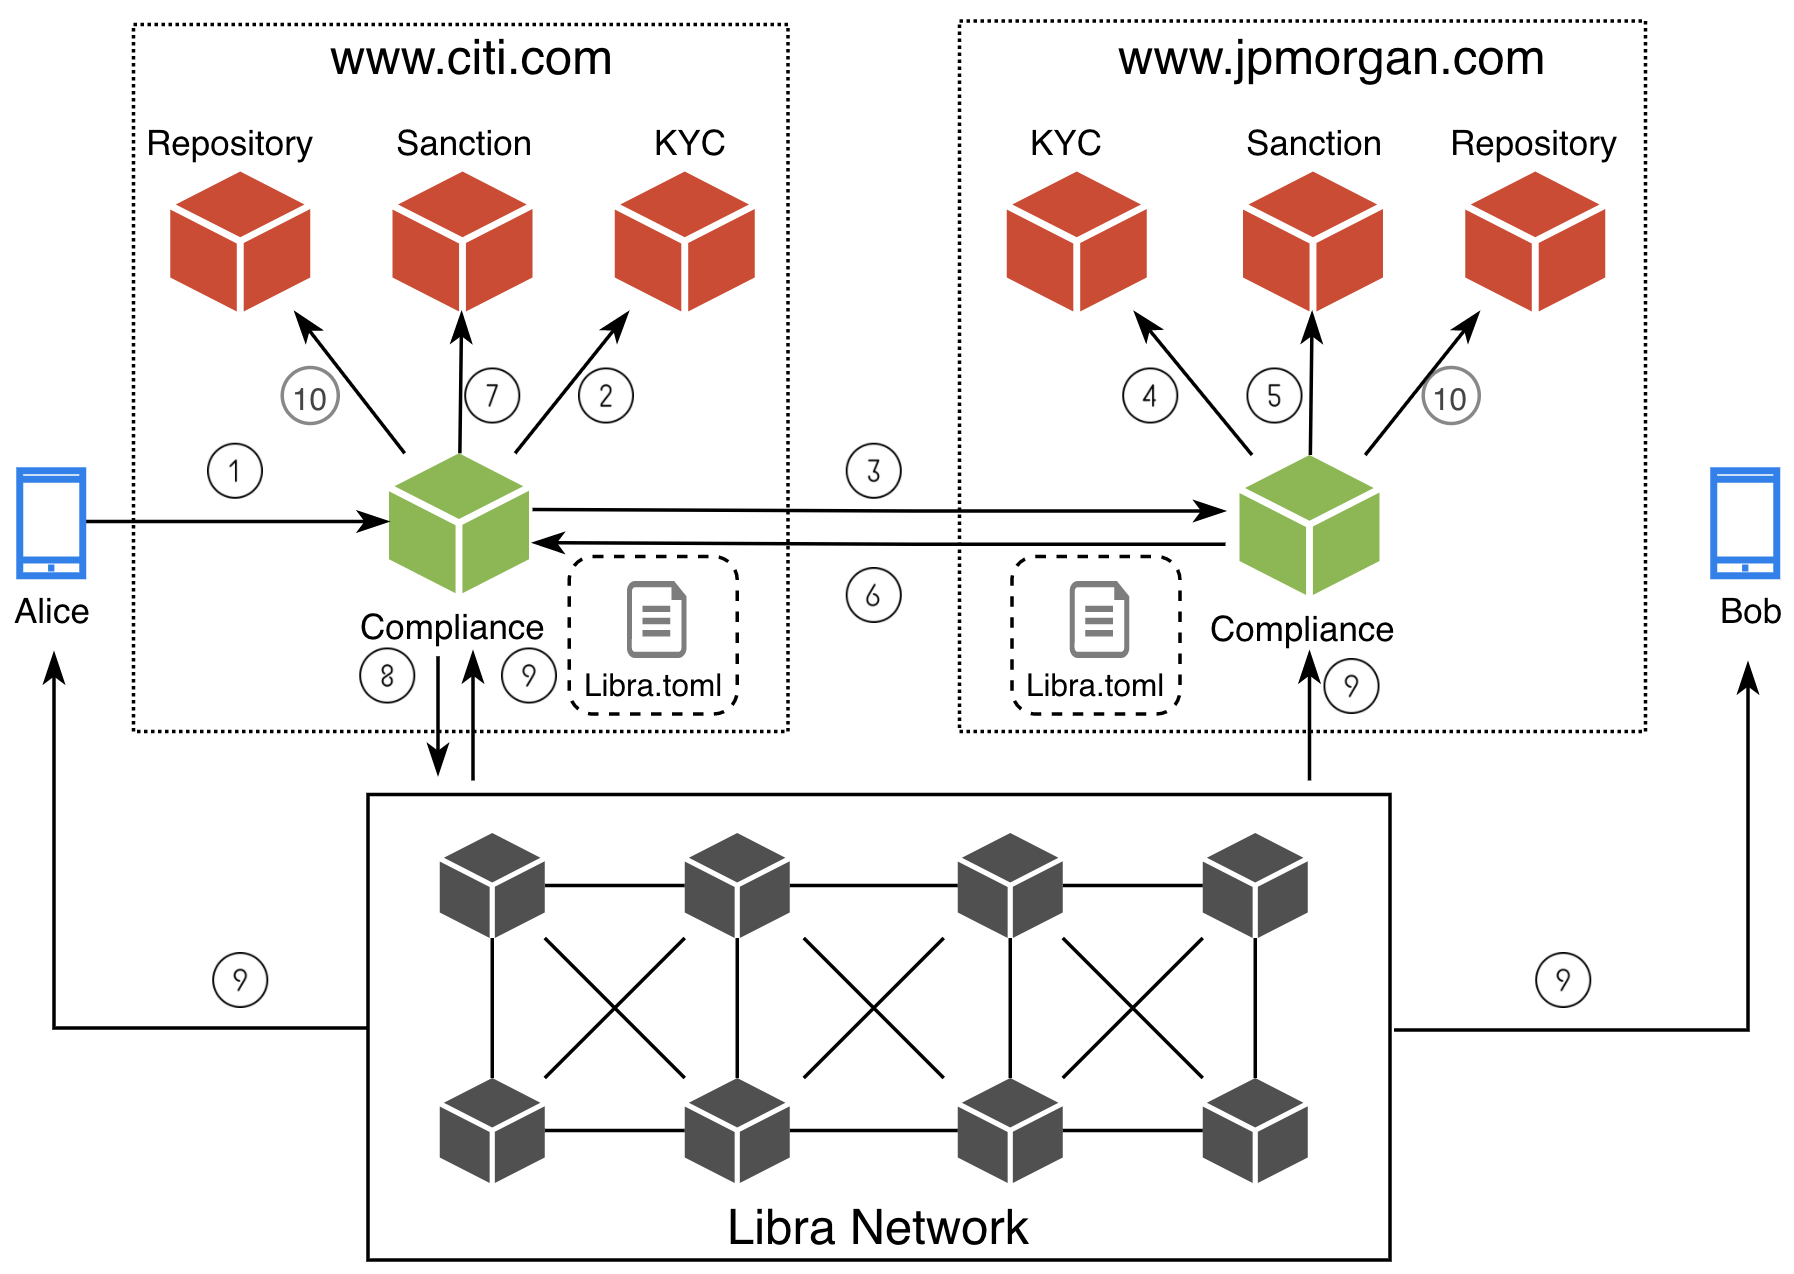 www.citi.com
www.jpmorgan.com
Repository
Sanction
KYC
KYC
Sanction
Repository
10
7
2
4
5
10
1
3
Alice
6
Bob
Compliance
Compliance
8
9
Libra.toml
Libra.toml
9
9
9
Libra Network